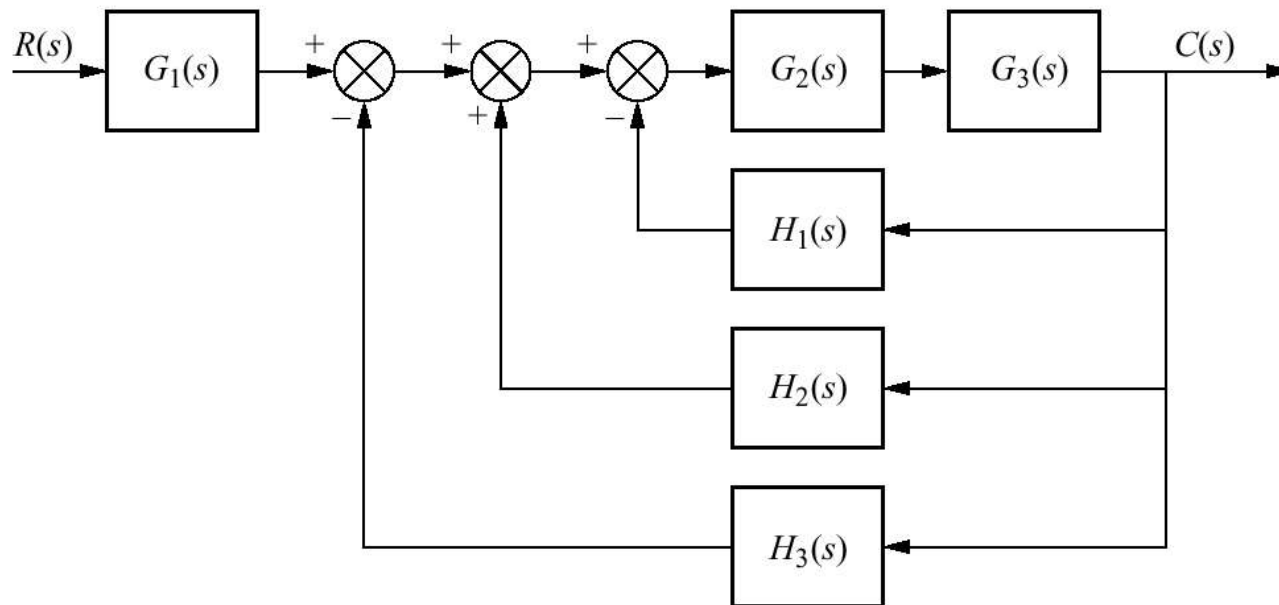 R(s) G₁(s) + + + G₂(s) G₃(s) C(s)
− + −
H₁(s)
H₂(s)
H₃(s)